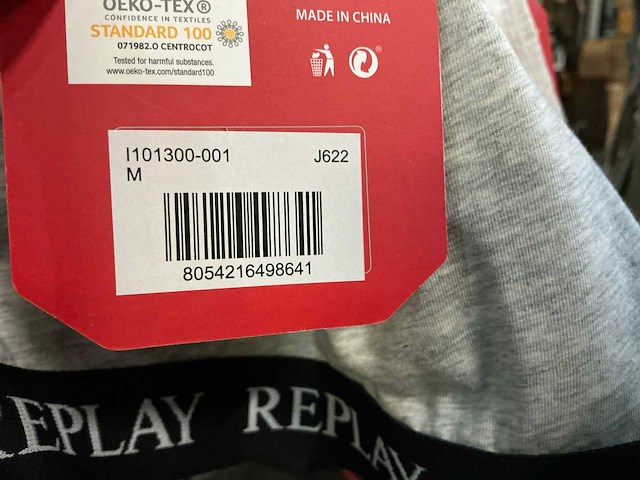 OEKO-TEX®
CONFIDENCE IN TEXTILES
STANDARD 100
071982.O CENTROCOT
Tested for harmful substances.
www.oeko-tex.com/standard100
MADE IN CHINA
I101300-001 J622
M
8054216498641
REPLAY REPLAY